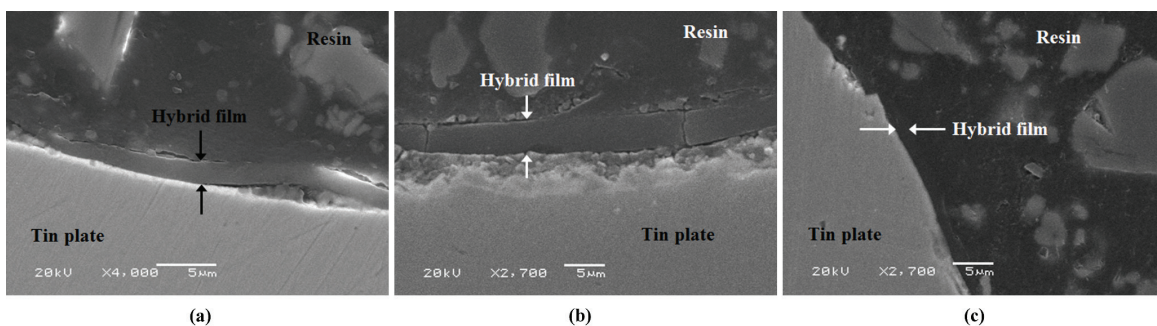 Resin
Hybrid film
Tin plate
20kV X4,000 5μm
(a)
Resin
Hybrid film
Tin plate
20kV X2,700 5μm
(b)
Resin
Hybrid film
Tin plate
20kV X2,700 5μm
(c)